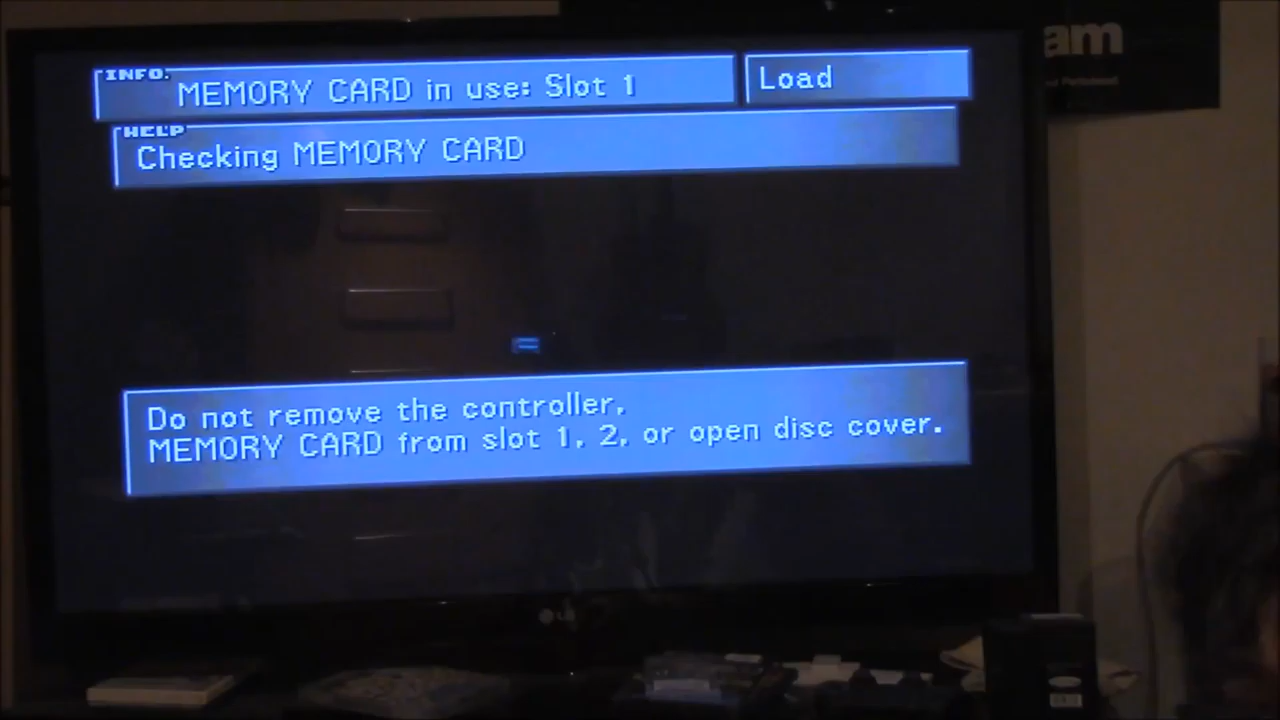 INFO.
MEMORY CARD in use: Slot 1
Load
HELP
Checking MEMORY CARD
Do not remove the controller,
MEMORY CARD from slot 1, 2, or open disc cover.
LG
am